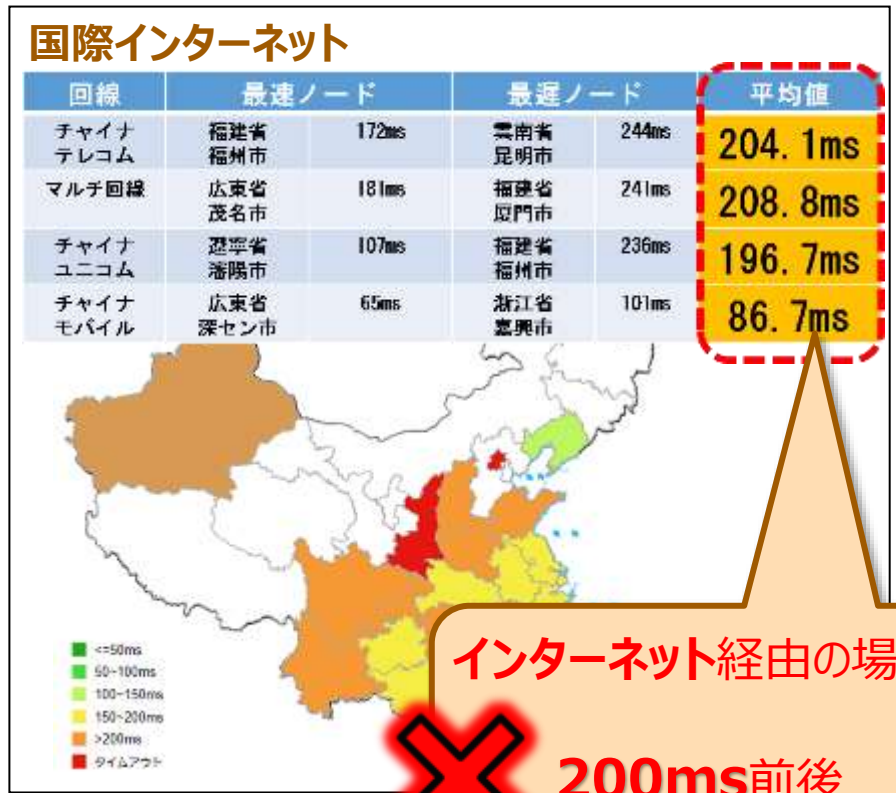 国際インターネット
回線 最速ノード 最遅ノード 平均値
チャイナ 福建省 172ms 雲南省 244ms 204.1ms
テレコム 福州市 昆明市
マルチ回線 広東省 181ms 福建省 241ms 208.8ms
茂名市 厦門市
チャイナ 遼寧省 107ms 福建省 236ms 196.7ms
ユニコム 瀋陽市 福州市
チャイナ 広東省 65ms 浙江省 101ms 86.7ms
モバイル 深セン市 嘉興市
<=50ms
50~100ms
100~150ms
150~200ms
>200ms
タイムアウト
インターネット経由の場
200ms前後